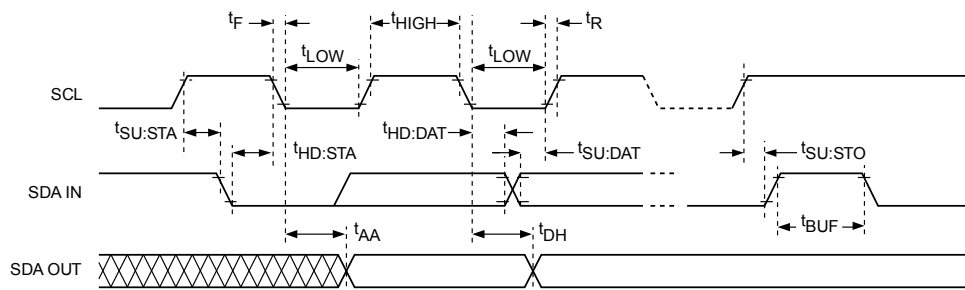 tF
tHIGH
tR
tLOW
tLOW
SCL
tSU:STA
tHD:STA
tHD:DAT
tSU:DAT
tSU:STO
SDA IN
tBUF
tAA
tDH
SDA OUT